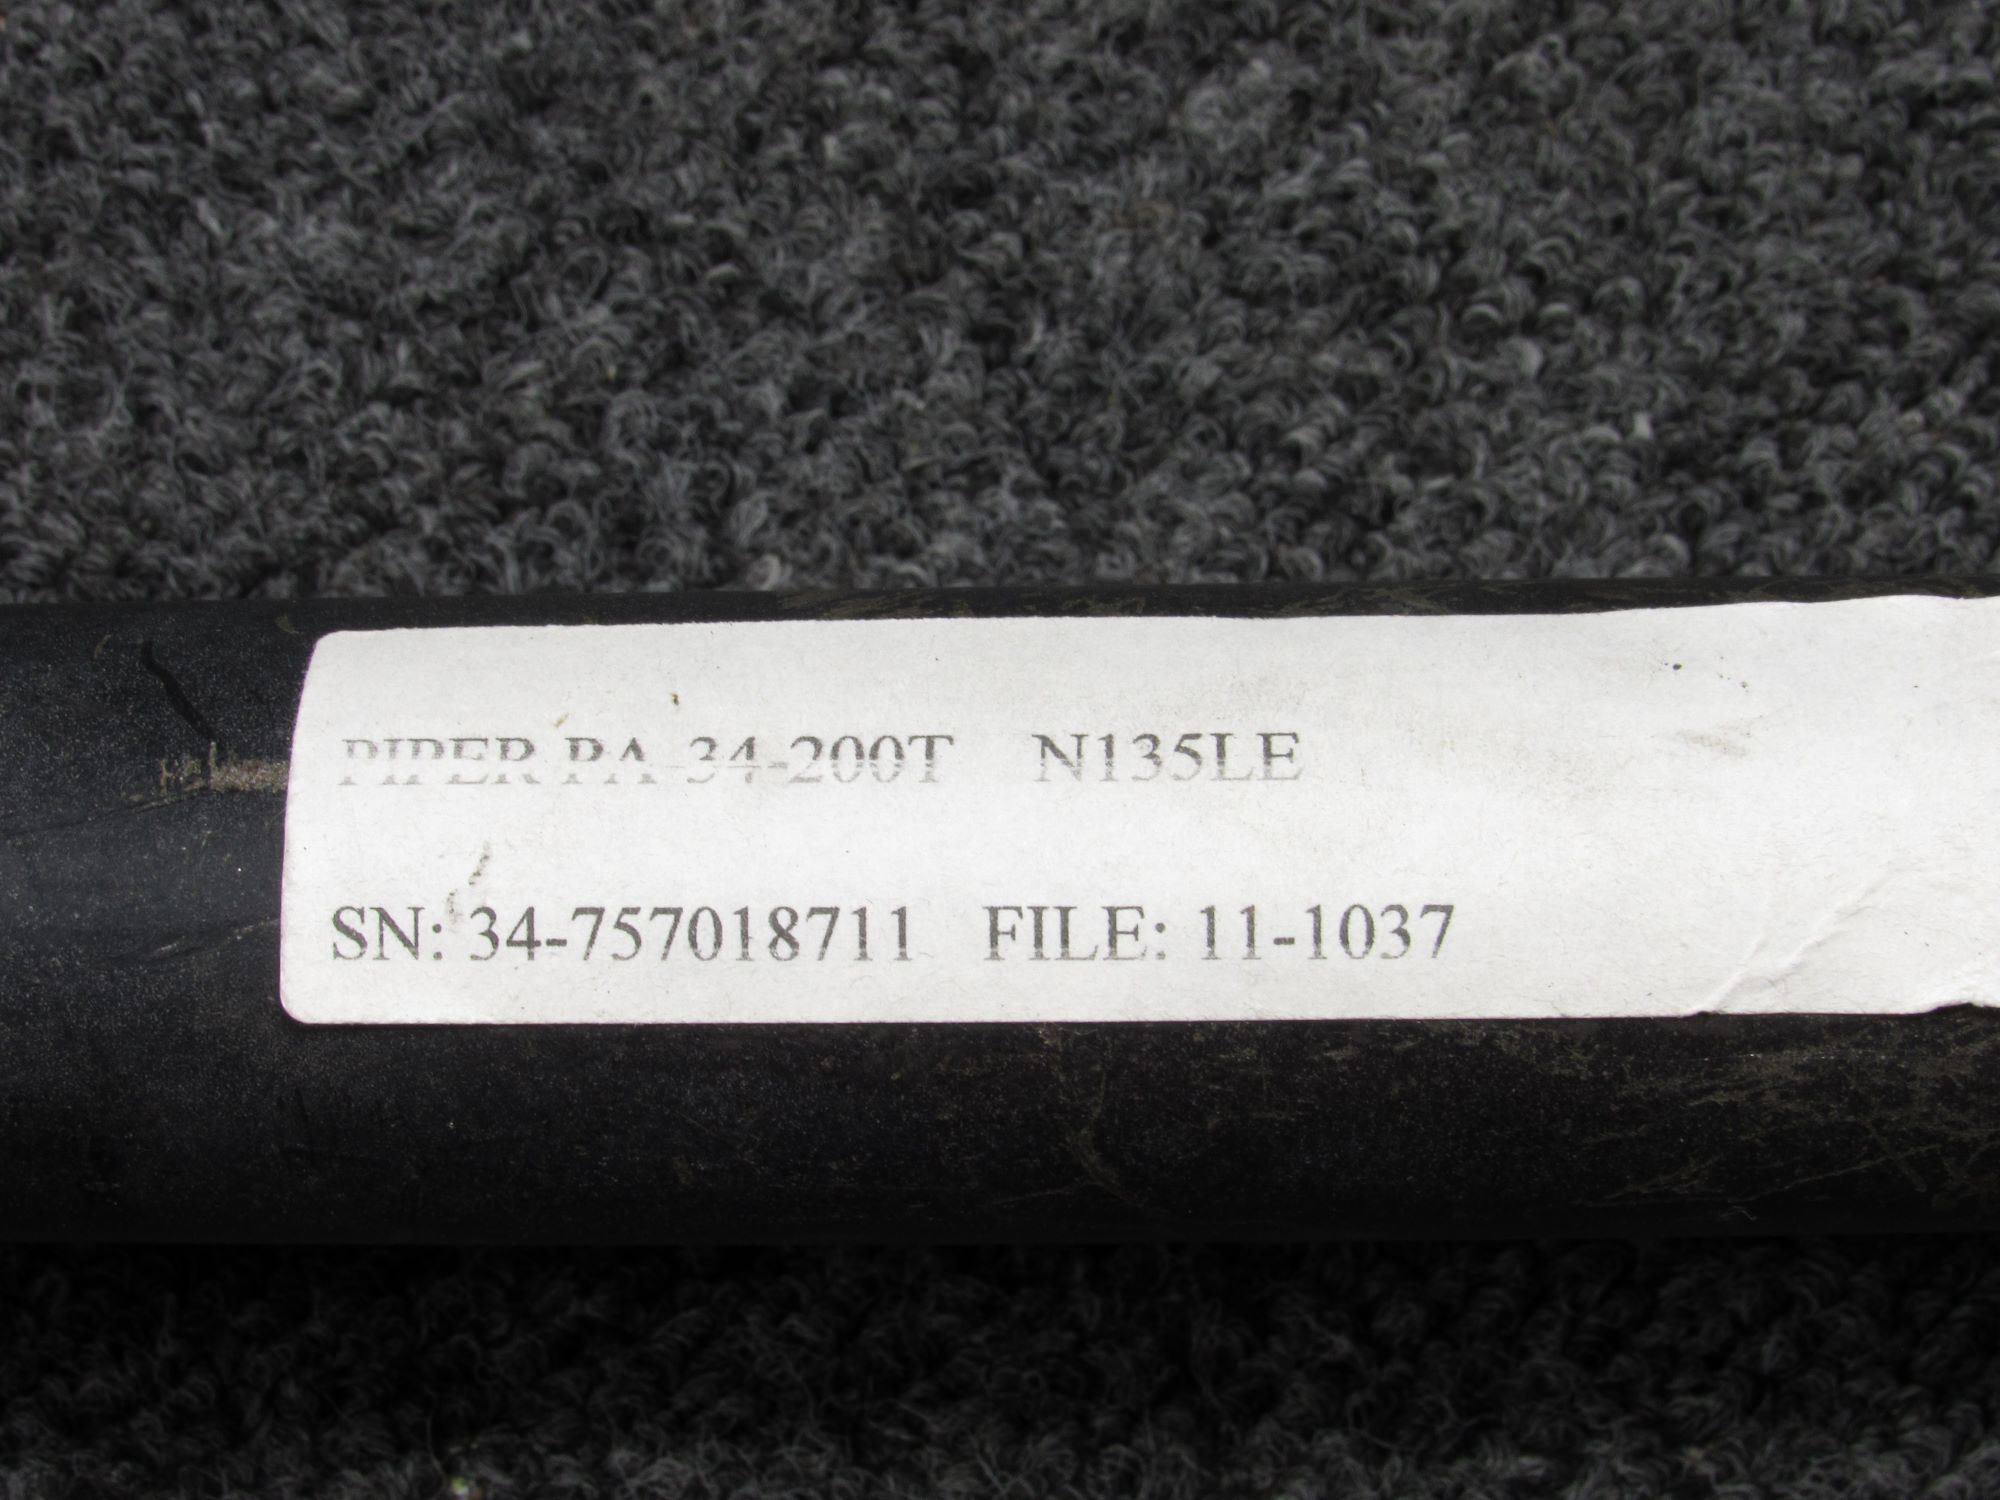 PIPER PA-34-200T N135LE
SN: 34-757018711 FILE: 11-1037